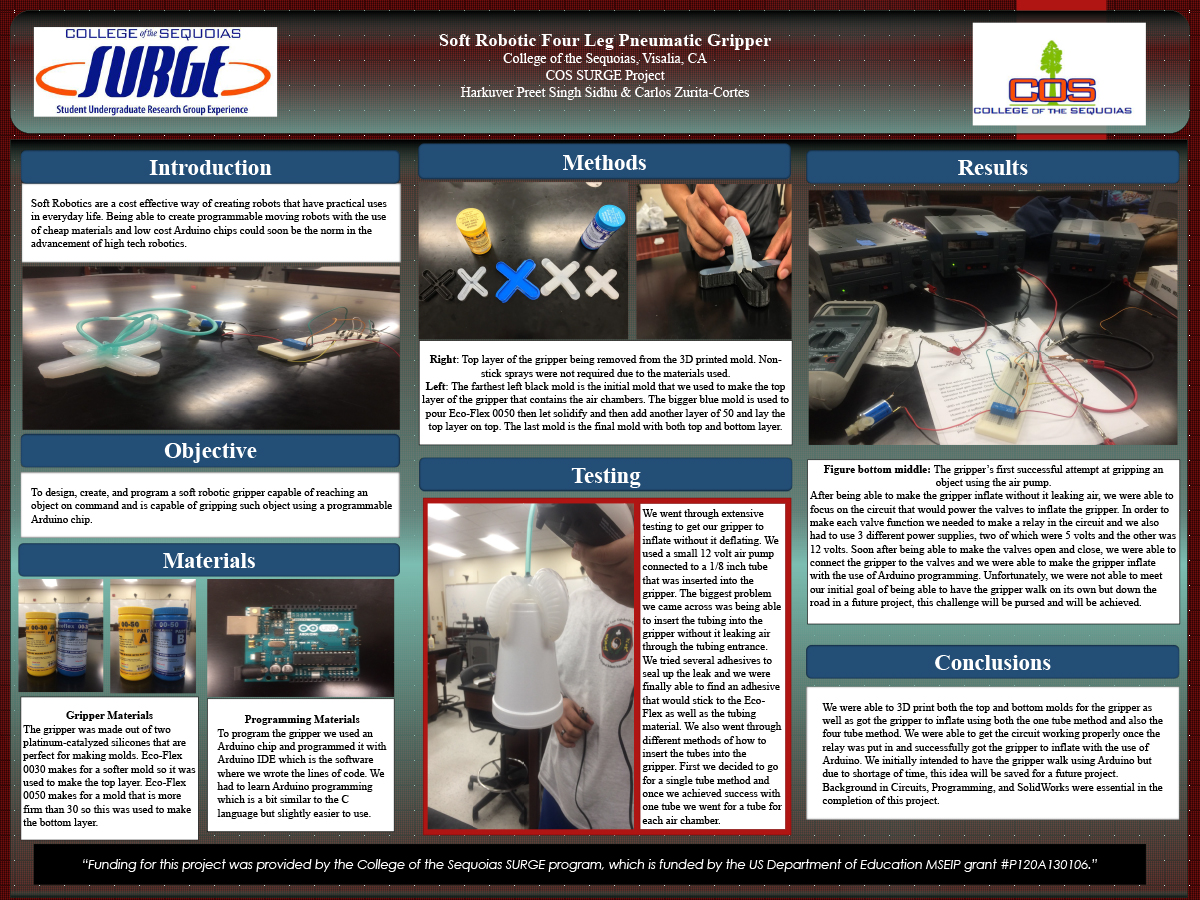 COLLEGE of the SEQUOIAS
SURGE
Student Undergraduate Research Group Experience
Soft Robotic Four Leg Pneumatic Gripper
College of the Sequoias, Visalia, CA
COS SURGE Project
Harkuver Preet Singh Sidhu & Carlos Zurita-Cortes
COS
COLLEGE OF THE SEQUOIAS
Introduction
Soft Robotics are a cost effective way of creating robots that have practical uses
in everyday life. Being able to create programmable moving robots with the use
of cheap materials and low cost Arduino chips could soon be the norm in the
advancement of high tech robotics.
Objective
To design, create, and program a soft robotic gripper capable of reaching an
object on command and is capable of gripping such object using a programmable
Arduino chip.
Materials
00-30
A
00-50
PART
A
00-50
PART
B
ARDUINO
Gripper Materials
The gripper was made out of two
platinum-catalyzed silicones that are
perfect for making molds. Eco-Flex
0030 makes for a softer mold so it was
used to make the top layer. Eco-Flex
0050 makes for a mold that is more
firm than 30 so this was used to make
the bottom layer.
Programming Materials
To program the gripper we used an
Arduino chip and programmed it with
Arduino IDE which is the software
where we wrote the lines of code. We
had to learn Arduino programming
which is a bit similar to the C
language but slightly easier to use.
Methods
Right: Top layer of the gripper being removed from the 3D printed mold. Non-
stick sprays were not required due to the materials used.
Left: The farthest left black mold is the initial mold that we used to make the top
layer of the gripper that contains the air chambers. The bigger blue mold is used to
pour Eco-Flex 0050 then let solidify and then add another layer of 50 and lay the
top layer on top. The last mold is the final mold with both top and bottom layer.
Testing
We went through extensive
testing to get our gripper to
inflate without it deflating. We
used a small 12 volt air pump
connected to a 1/8 inch tube
that was inserted into the
gripper. The biggest problem
we came across was being able
to insert the tubing into the
gripper without it leaking air
through the tubing entrance.
We tried several adhesives to
seal up the leak and we were
finally able to find an adhesive
that would stick to the Eco-
Flex as well as the tubing
material. We also went through
different methods of how to
insert the tubes into the
gripper. First we decided to go
for a single tube method and
once we achieved success with
one tube we went for a tube for
each air chamber.
Results
Figure bottom middle: The gripper's first successful attempt at gripping an
object using the air pump.
After being able to make the gripper inflate without it leaking air, we were able to
focus on the circuit that would power the valves to inflate the gripper. In order to
make each valve function we needed to make a relay in the circuit and we also
had to use 3 different power supplies, two of which were 5 volts and the other was
12 volts. Soon after being able to make the valves open and close, we were able to
connect the gripper to the valves and we were able to make the gripper inflate
with the use of Arduino programming. Unfortunately, we were not able to meet
our initial goal of being able to have the gripper walk on its own but down the
road in a future project, this challenge will be pursed and will be achieved.
Conclusions
We were able to 3D print both the top and bottom molds for the gripper as
well as got the gripper to inflate using both the one tube method and also the
four tube method. We were able to get the circuit working properly once the
relay was put in and successfully got the gripper to inflate with the use of
Arduino. We initially intended to have the gripper walk using Arduino but
due to shortage of time, this idea will be saved for a future project.
Background in Circuits, Programming, and SolidWorks were essential in the
completion of this project.
“Funding for this project was provided by the College of the Sequoias SURGE program, which is funded by the US Department of Education MSEIP grant #P120A130106.”